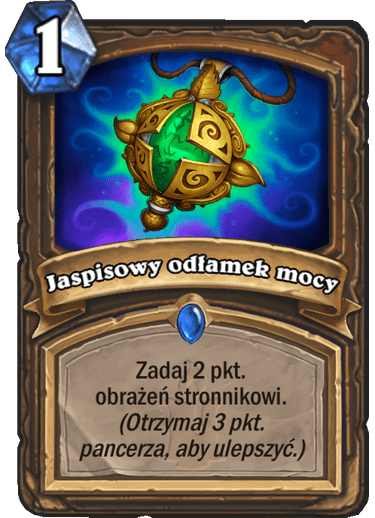 1
Jaspisowy odłamek mocy
Zadaj 2 pkt.
obrażeń stronnikowi.
(Otrzymaj 3 pkt.
pancerza, aby ulepszyć.)